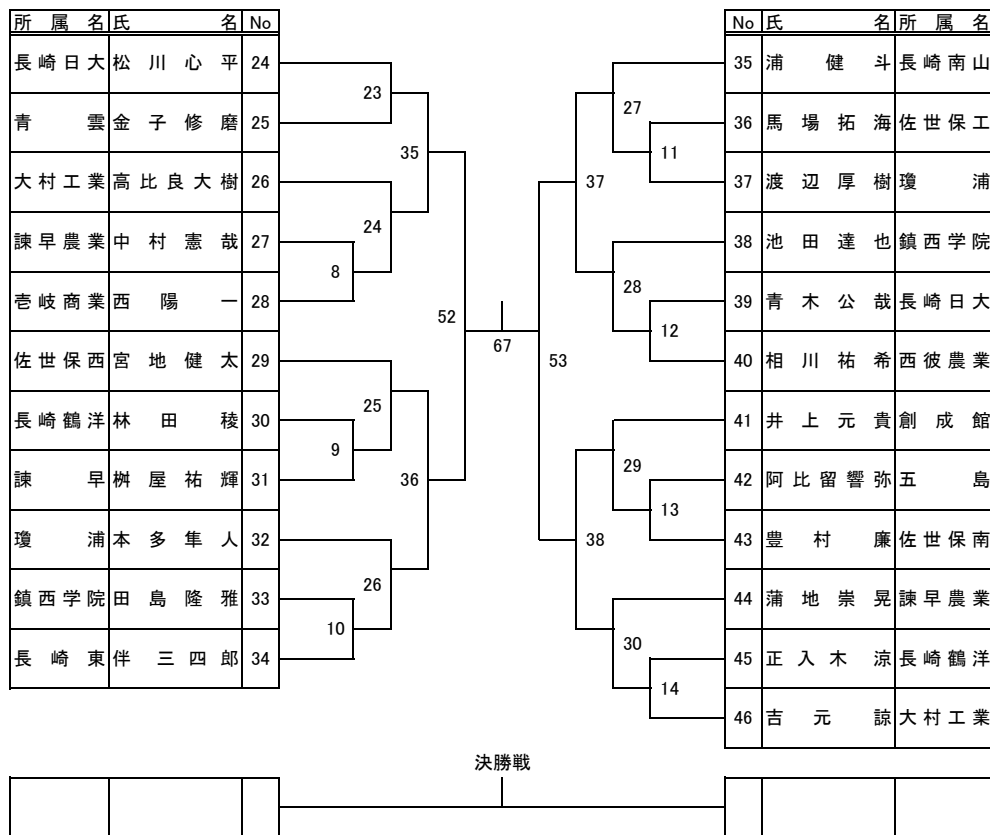 所属名 氏名 No
長崎日大 松川心平 24
青雲 金子修磨 25
大村工業 高比良大樹 26
諫早農業 中村憲哉 27
壱岐商業 西陽一 28
佐世保西 宮地健太 29
長崎鶴洋 林田稜 30
諫早 桝屋祐輝 31
瓊浦 本多隼人 32
鎮西学院 田島隆雅 33
長崎東 伴三四郎 34
23
35
24
8
52
25
9
36
26
10
67
No 氏名 所属名
35 浦健斗 長崎南山
36 馬場拓海 佐世保工
37 渡辺厚樹 瓊浦
38 池田達也 鎮西学院
39 青木公哉 長崎日大
40 相川祐希 西彼農業
41 井上元貴 創成館
42 阿比留響弥 五島
43 豊村廉 佐世保南
44 蒲地崇晃 諫早農業
45 正入木涼 長崎鶴洋
46 吉元諒 大村工業
27
11
37
28
12
53
29
13
38
30
14
決勝戦